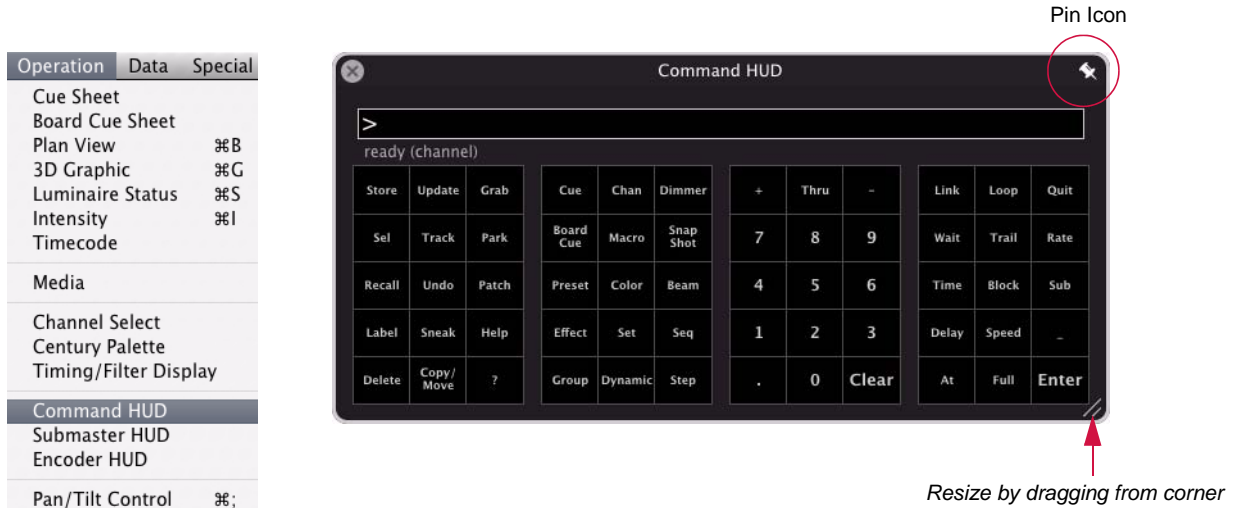 Pin Icon
Operation Data Special
Cue Sheet
Board Cue Sheet
Plan View ⌘B
3D Graphic ⌘G
Luminaire Status ⌘S
Intensity ⌘I
Timecode
Media
Channel Select
Century Palette
Timing/Filter Display
Command HUD
Submaster HUD
Encoder HUD
Pan/Tilt Control ⌘;
Command HUD
>
ready (channel)
Store Update Grab Cue Chan Dimmer + Thru - Link Loop Quit
Sel Track Park Board Cue Macro Snap Shot 7 8 9 Wait Trail Rate
Recall Undo Patch Preset Color Beam 4 5 6 Time Block Sub
Label Sneak Help Effect Set Seq 1 2 3 Delay Speed _
Delete Copy/Move ? Group Dynamic Step . 0 Clear At Full Enter
Resize by dragging from corner